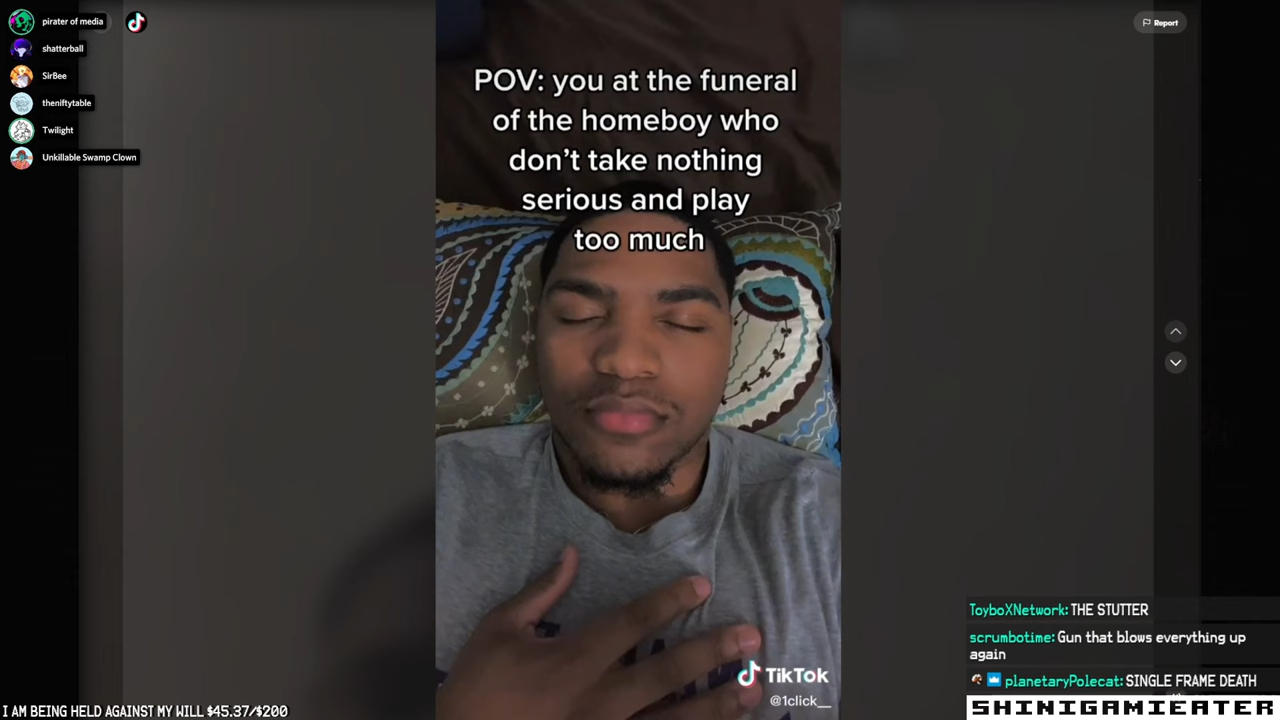 pirater of media
shatterball
SirBee
theniftytable
Twilight
Unkillable Swamp Clown
Report
POV: you at the funeral
of the homeboy who
don't take nothing
serious and play
too much
TikTok
@1click__
ToyboXNetwork: THE STUTTER
scrumbotime: Gun that blows everything up
again
planetaryPolecat: SINGLE FRAME DEATH
I AM BEING HELD AGAINST MY WILL $45.37/$200
SHINIGAMIEATER